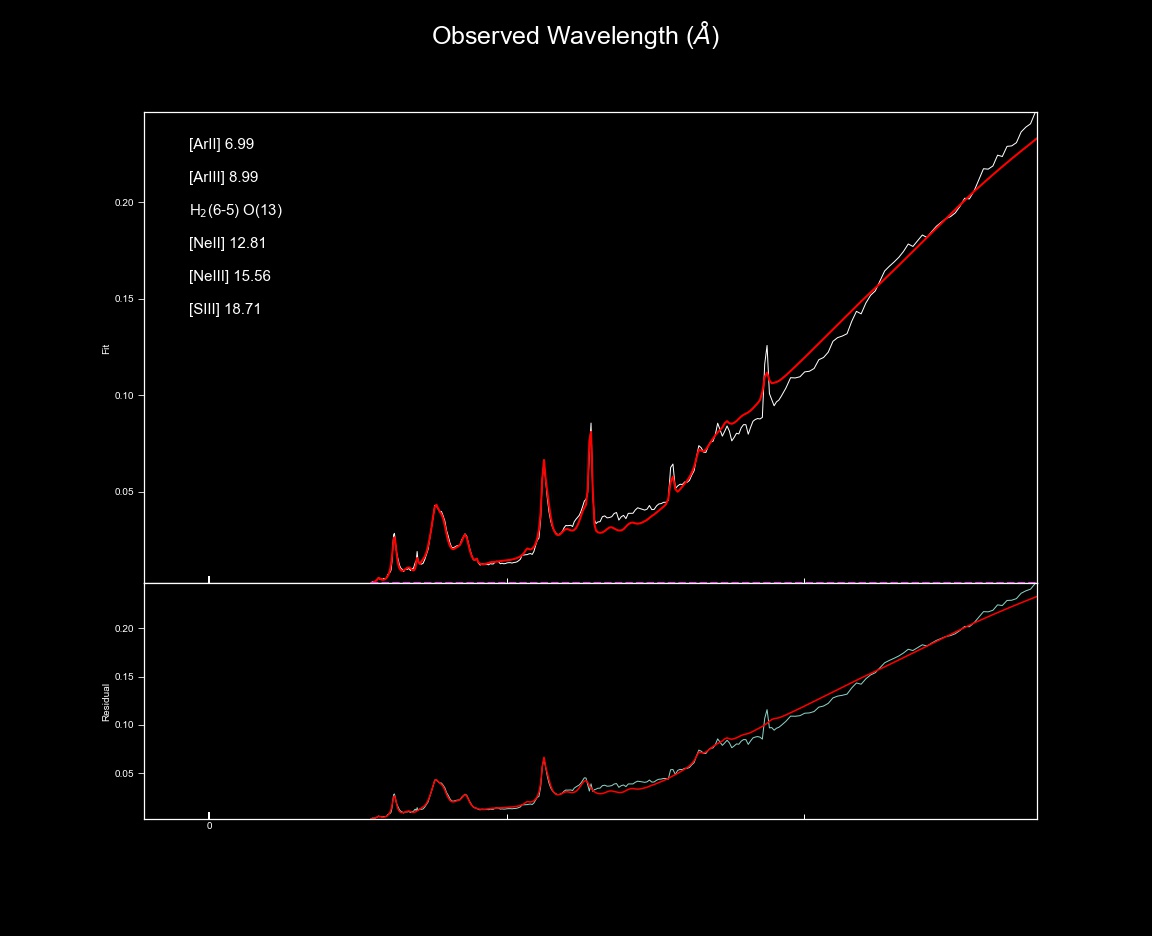 Observed Wavelength (Å)
[ArII] 6.99
[ArIII] 8.99
H₂(6-5) O(13)
[NeII] 12.81
[NeIII] 15.56
[SIII] 18.71
0.20
0.15
0.10
0.05
Fit
0.20
0.15
0.10
0.05
Residual
0